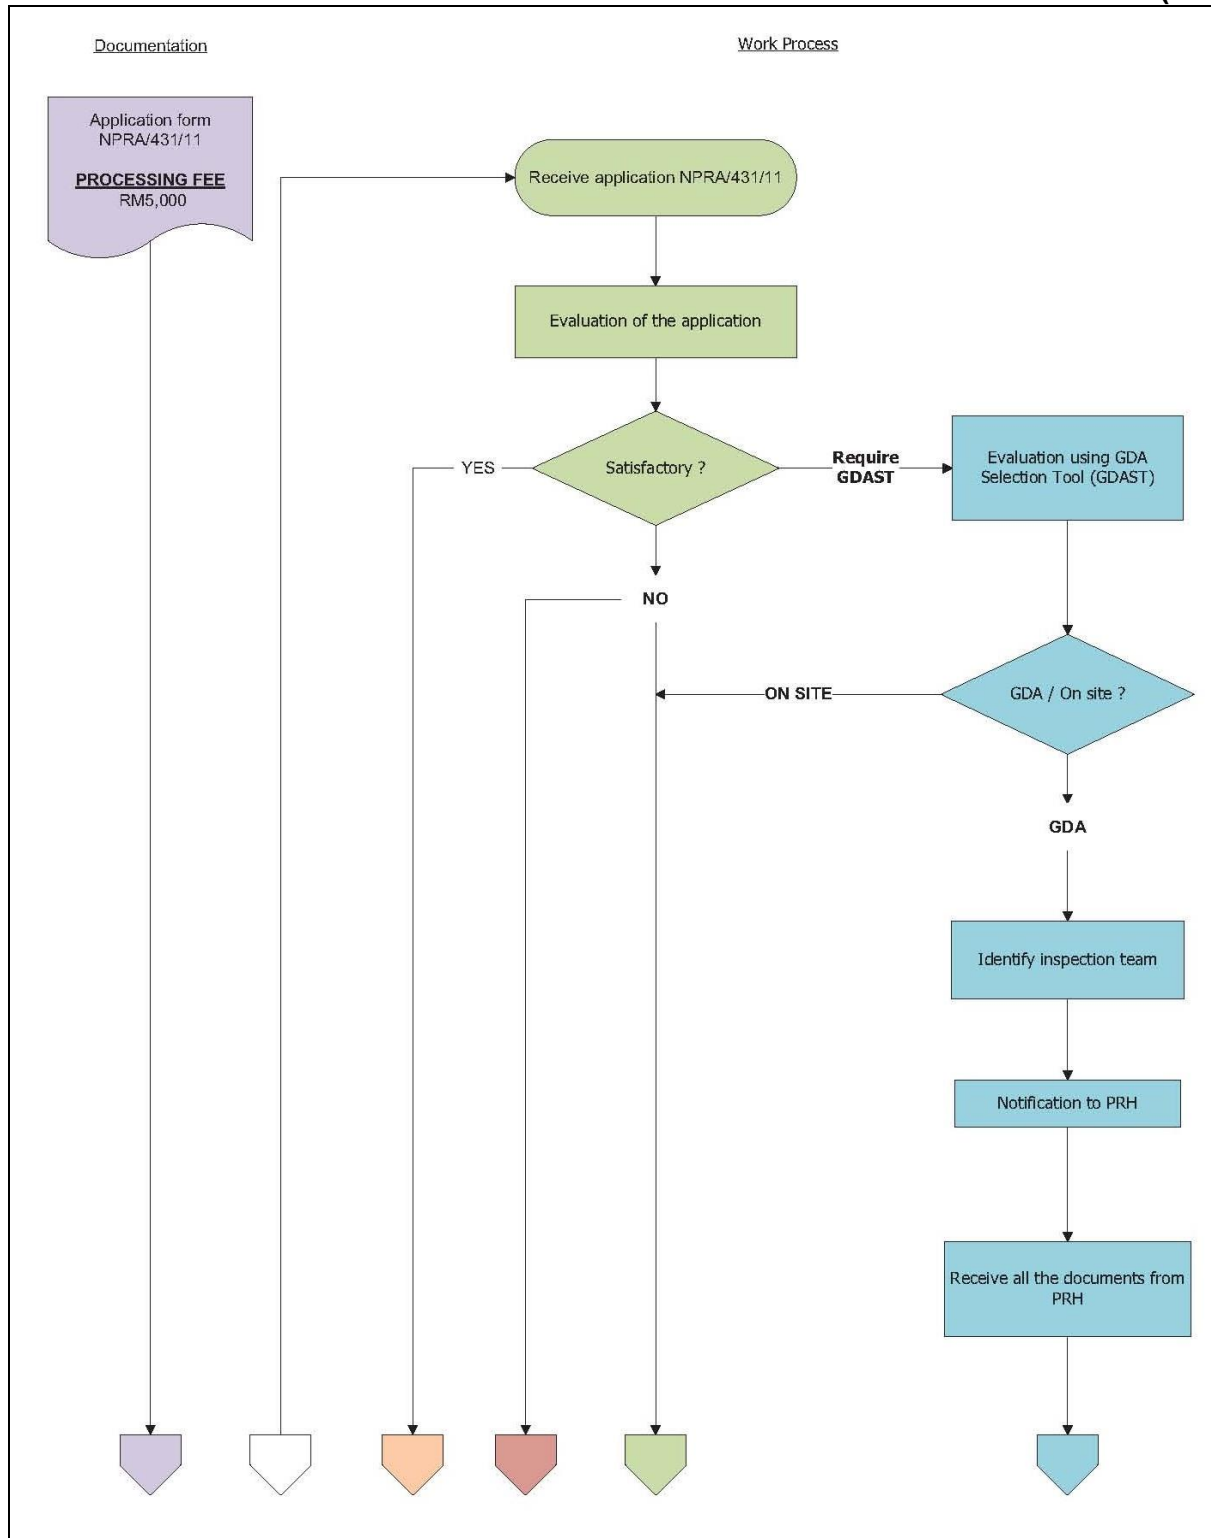 (
Documentation
Work Process
Application form
NPRA/431/11
PROCESSING FEE
RM5,000
Receive application NPRA/431/11
Evaluation of the application
Satisfactory ?
YES
Require
GDAST
Evaluation using GDA
Selection Tool (GDAST)
NO
ON SITE
GDA / On site ?
GDA
Identify inspection team
Notification to PRH
Receive all the documents from
PRH